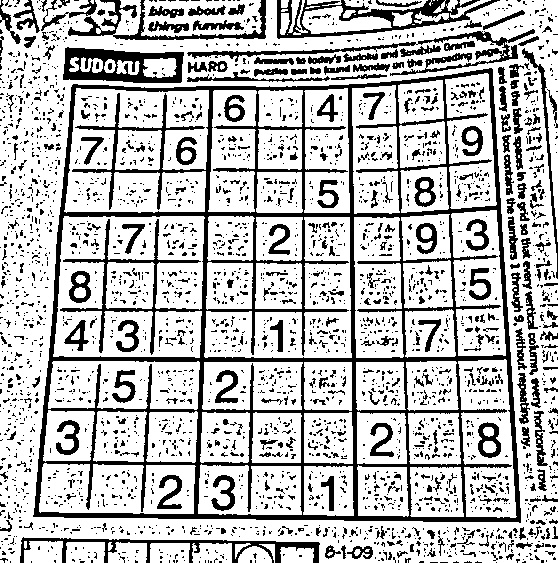 blogs about all
things funnies.
SUDOKU HARD Answers to today's Sudoku and Scrabble Grams
puzzles can be found Monday on the preceding page.
6 4 7
7 6 9
5 8
7 2 9 3
8 5
4 3 1 7
5 2
3 2 8
2 3 1
Fill in the blank spaces in the grid so that every vertical column, every horizontal row
and every 3x3 box contains the numbers 1 through 9, without repeating any.
1 2 3
8-1-09